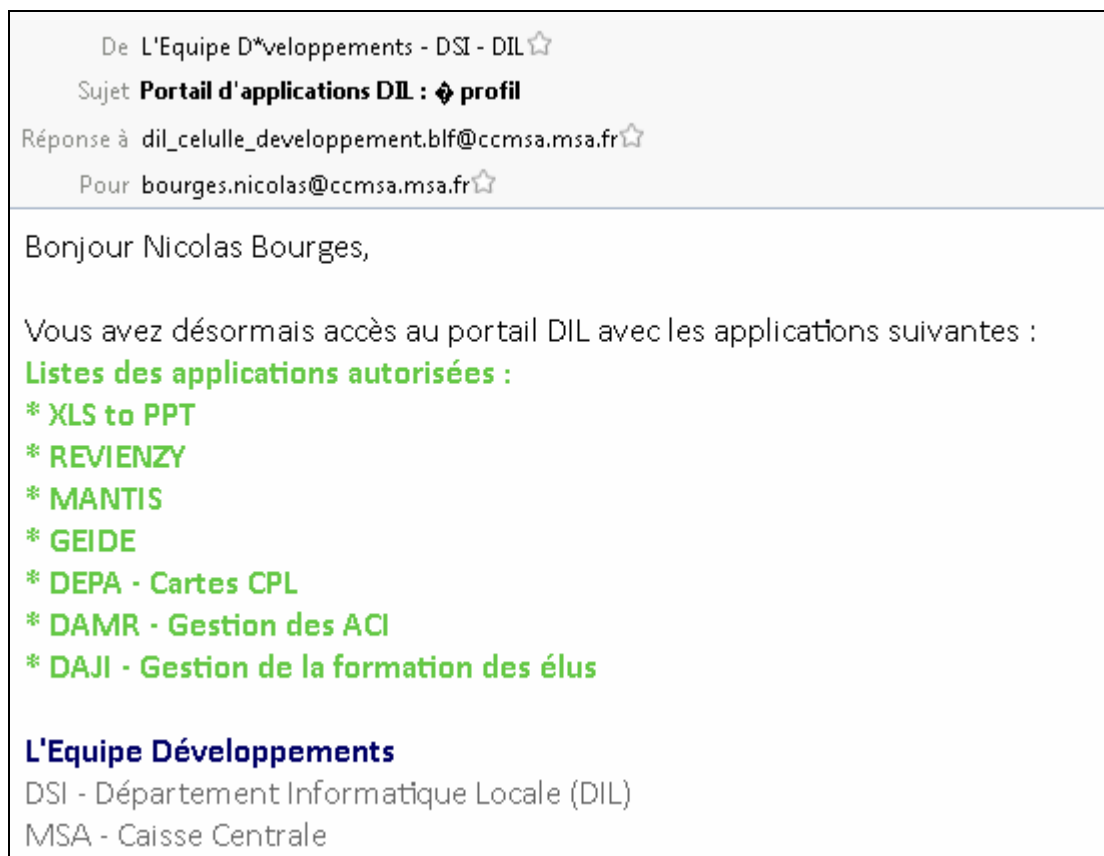 De L'Equipe D*veloppements - DSI - DIL
Sujet Portail d'applications DIL : � profil
Réponse à dil_celulle_developpement.blf@ccmsa.msa.fr
Pour bourges.nicolas@ccmsa.msa.fr
Bonjour Nicolas Bourges,
Vous avez désormais accès au portail DIL avec les applications suivantes :
Listes des applications autorisées :
* XLS to PPT
* REVIENZY
* MANTIS
* GEIDE
* DEPA - Cartes CPL
* DAMR - Gestion des ACI
* DAJI - Gestion de la formation des élus
L'Equipe Développements
DSI - Département Informatique Locale (DIL)
MSA - Caisse Centrale